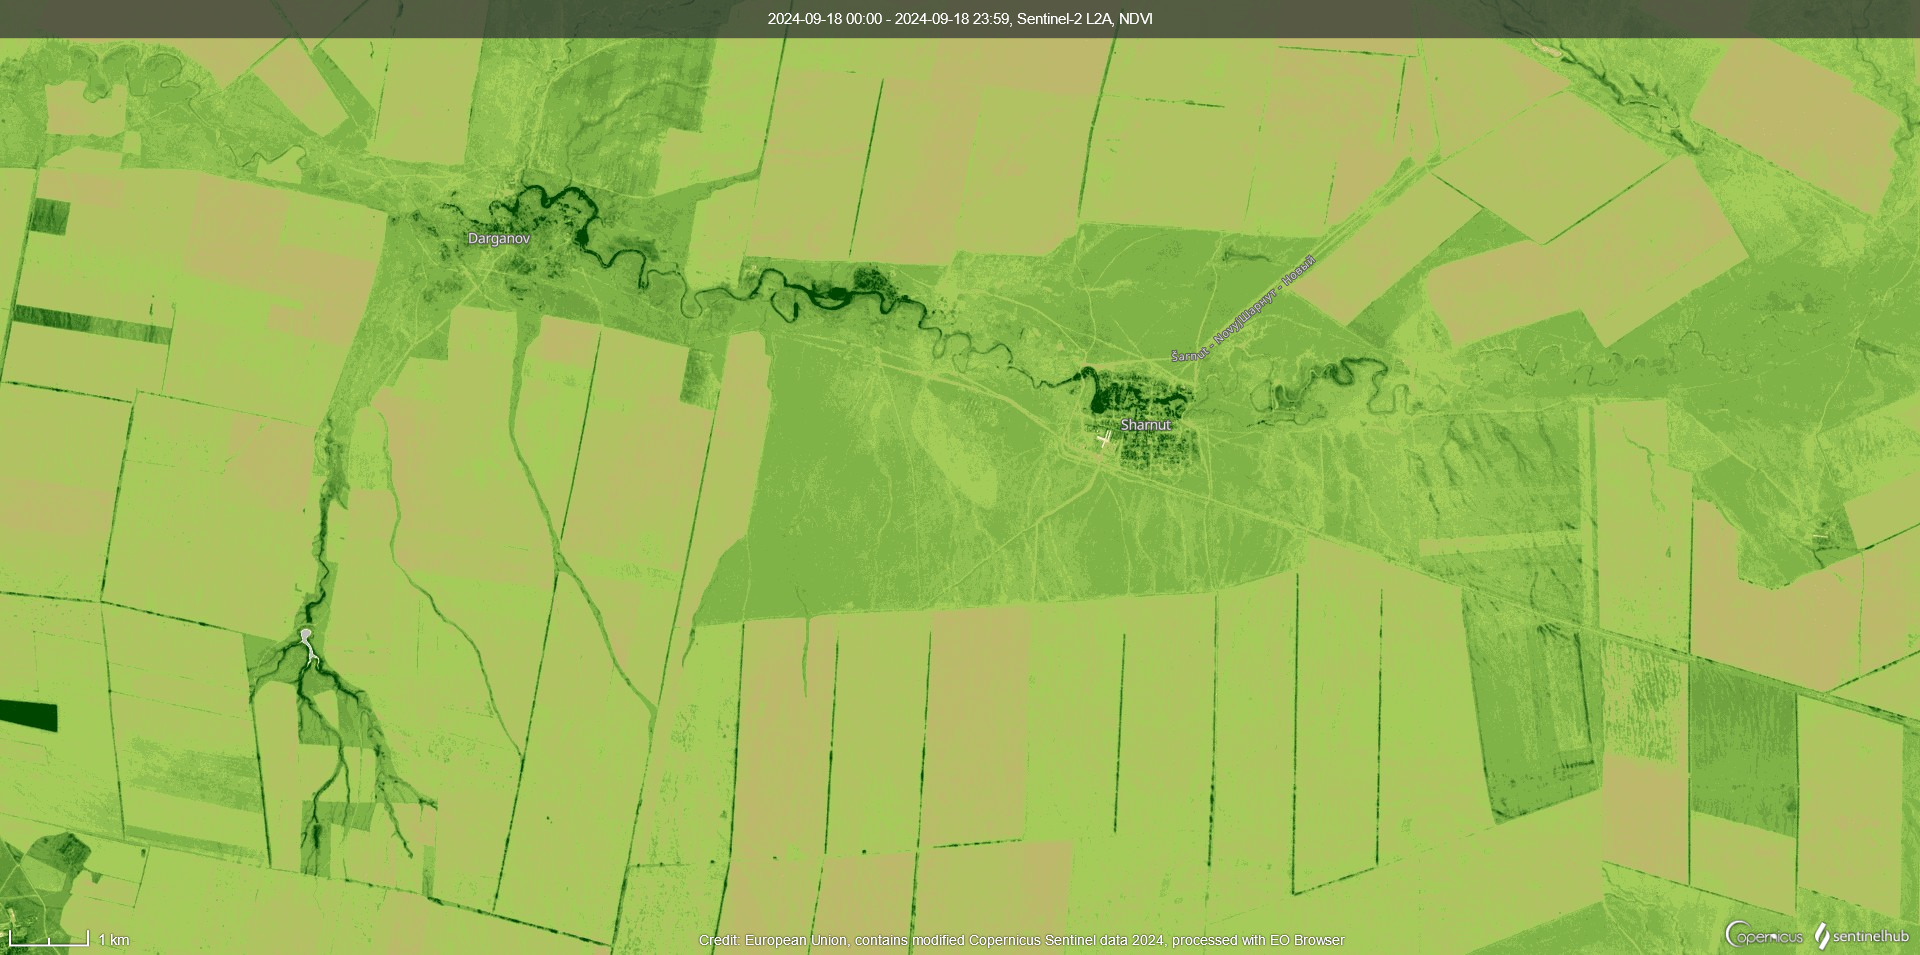 2024-09-18 00:00 - 2024-09-18 23:59, Sentinel-2 L2A, NDVI
Darganov
Šarnut - Novyj
Шарнут - Новый
Sharnut
1 km
Credit: European Union, contains modified Copernicus Sentinel data 2024, processed with EO Browser
Copernicus
sentinelhub